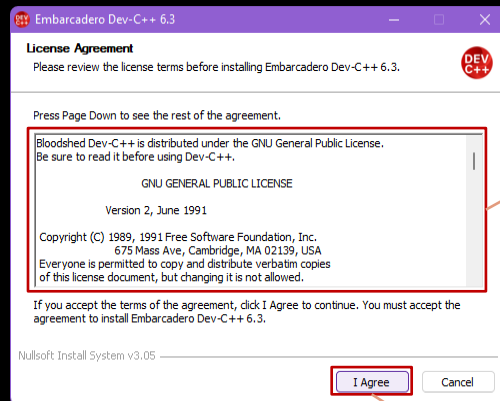 Embarcadero Dev-C++ 6.3
License Agreement
Please review the license terms before installing Embarcadero Dev-C++ 6.3.
DEV
C++
Press Page Down to see the rest of the agreement.
Bloodshed Dev-C++ is distributed under the GNU General Public License.
Be sure to read it before using Dev-C++.
GNU GENERAL PUBLIC LICENSE
Version 2, June 1991
Copyright (C) 1989, 1991 Free Software Foundation, Inc.
675 Mass Ave, Cambridge, MA 02139, USA
Everyone is permitted to copy and distribute verbatim copies
of this license document, but changing it is not allowed.
If you accept the terms of the agreement, click I Agree to continue. You must accept the
agreement to install Embarcadero Dev-C++ 6.3.
Nullsoft Install System v3.05
I Agree
Cancel